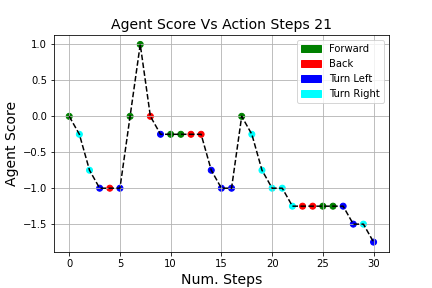 Agent Score Vs Action Steps 21
Agent Score
1.0
0.5
0.0
−0.5
−1.0
−1.5
Forward
Back
Turn Left
Turn Right
0 5 10 15 20 25 30
Num. Steps